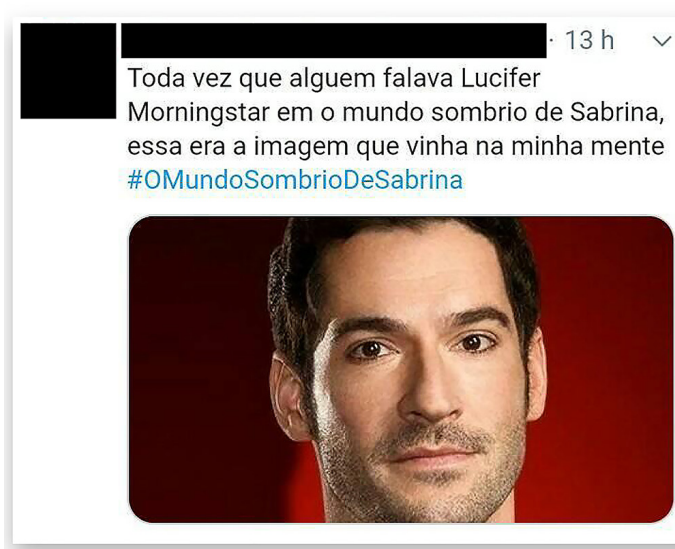 · 13 h
Toda vez que alguem falava Lucifer
Morningstar em o mundo sombrio de Sabrina,
essa era a imagem que vinha na minha mente
#OMundoSombrioDeSabrina